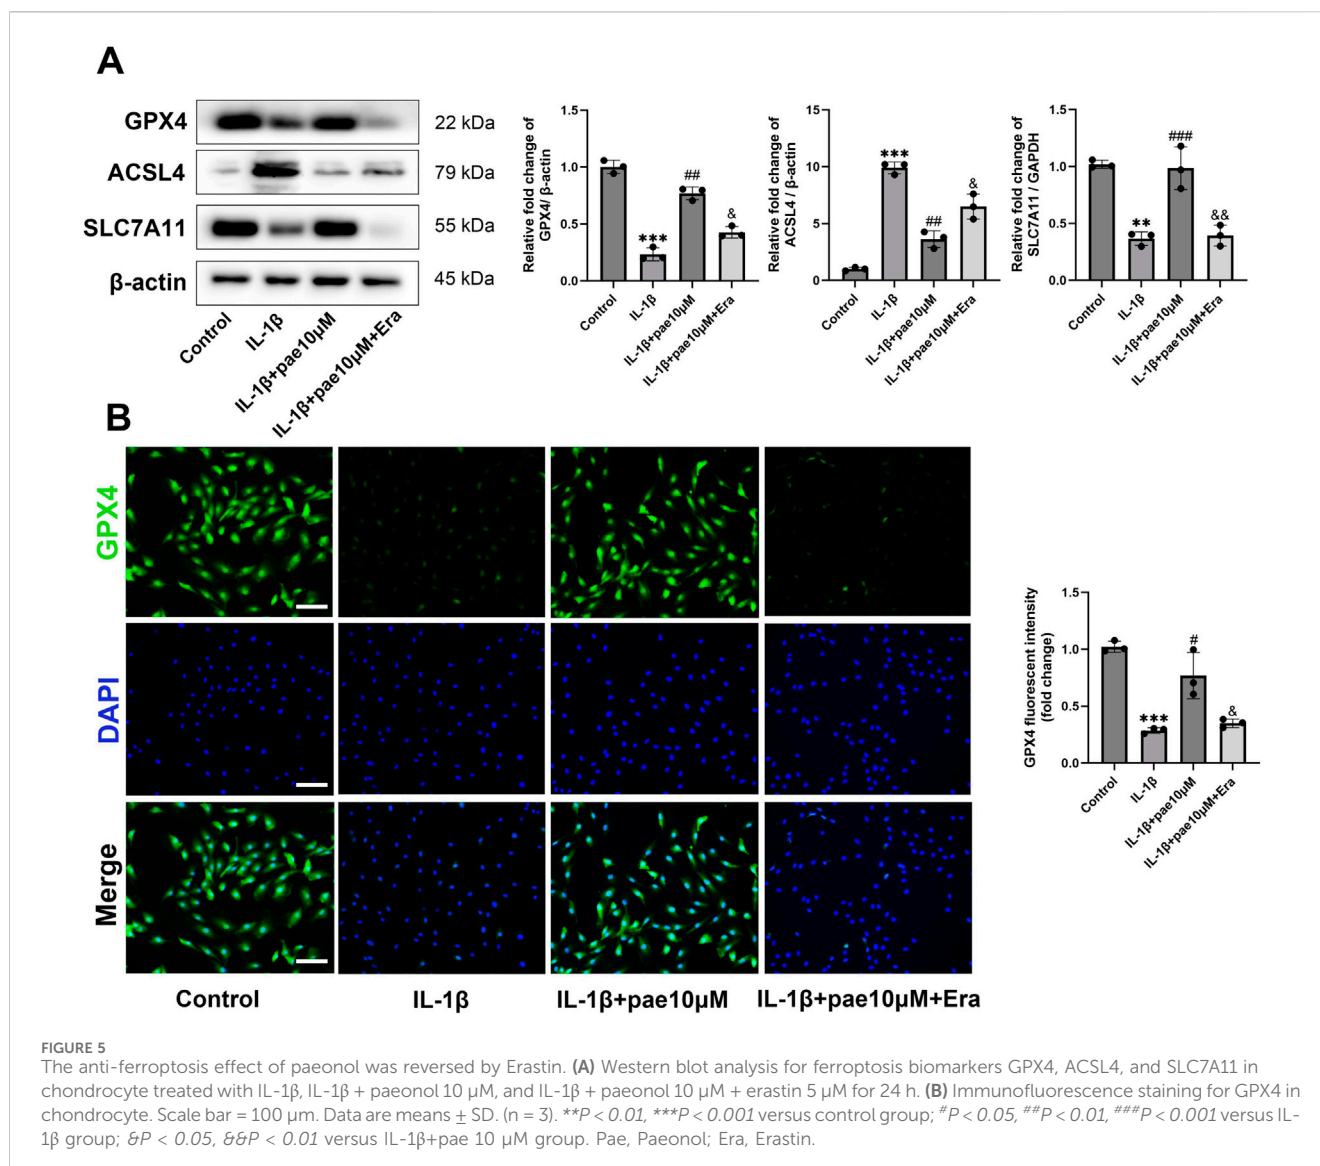 A
GPX4
22 kDa
ACSL4
79 kDa
SLC7A11
55 kDa
β-actin
45 kDa
Control
IL-1β
IL-1β+pae10μM
IL-1β+pae10μM+Era
Relative fold change of
GPX4/ β-actin
1.5
1.0
0.5
0.0
***
##
&
Control
IL-1β
IL-1β+pae10μM
IL-1β+pae10μM+Era
Relative fold change of
ACSL4 / β-actin
15
10
5
0
***
##
&
Control
IL-1β
IL-1β+pae10μM
IL-1β+pae10μM+Era
Relative fold change of
SLC7A11 / GAPDH
1.5
1.0
0.5
0.0
**
###
&&
Control
IL-1β
IL-1β+pae10μM
IL-1β+pae10μM+Era
B
GPX4
DAPI
Merge
Control
IL-1β
IL-1β+pae10μM
IL-1β+pae10μM+Era
GPX4 fluorescent intensity
(fold change)
1.5
1.0
0.5
0.0
***
#
&
Control
IL-1β
IL-1β+pae10μM
IL-1β+pae10μM+Era
FIGURE 5
The anti-ferroptosis effect of paeonol was reversed by Erastin. (A) Western blot analysis for ferroptosis biomarkers GPX4, ACSL4, and SLC7A11 in
chondrocyte treated with IL-1β, IL-1β + paeonol 10 μM, and IL-1β + paeonol 10 μM + erastin 5 μM for 24 h. (B) Immunofluorescence staining for GPX4 in
chondrocyte. Scale bar = 100 μm. Data are means ± SD. (n = 3). **P < 0.01, ***P < 0.001 versus control group; #P < 0.05, ##P < 0.01, ###P < 0.001 versus IL-
1β group; &P < 0.05, &&P < 0.01 versus IL-1β+pae 10 μM group. Pae, Paeonol; Era, Erastin.